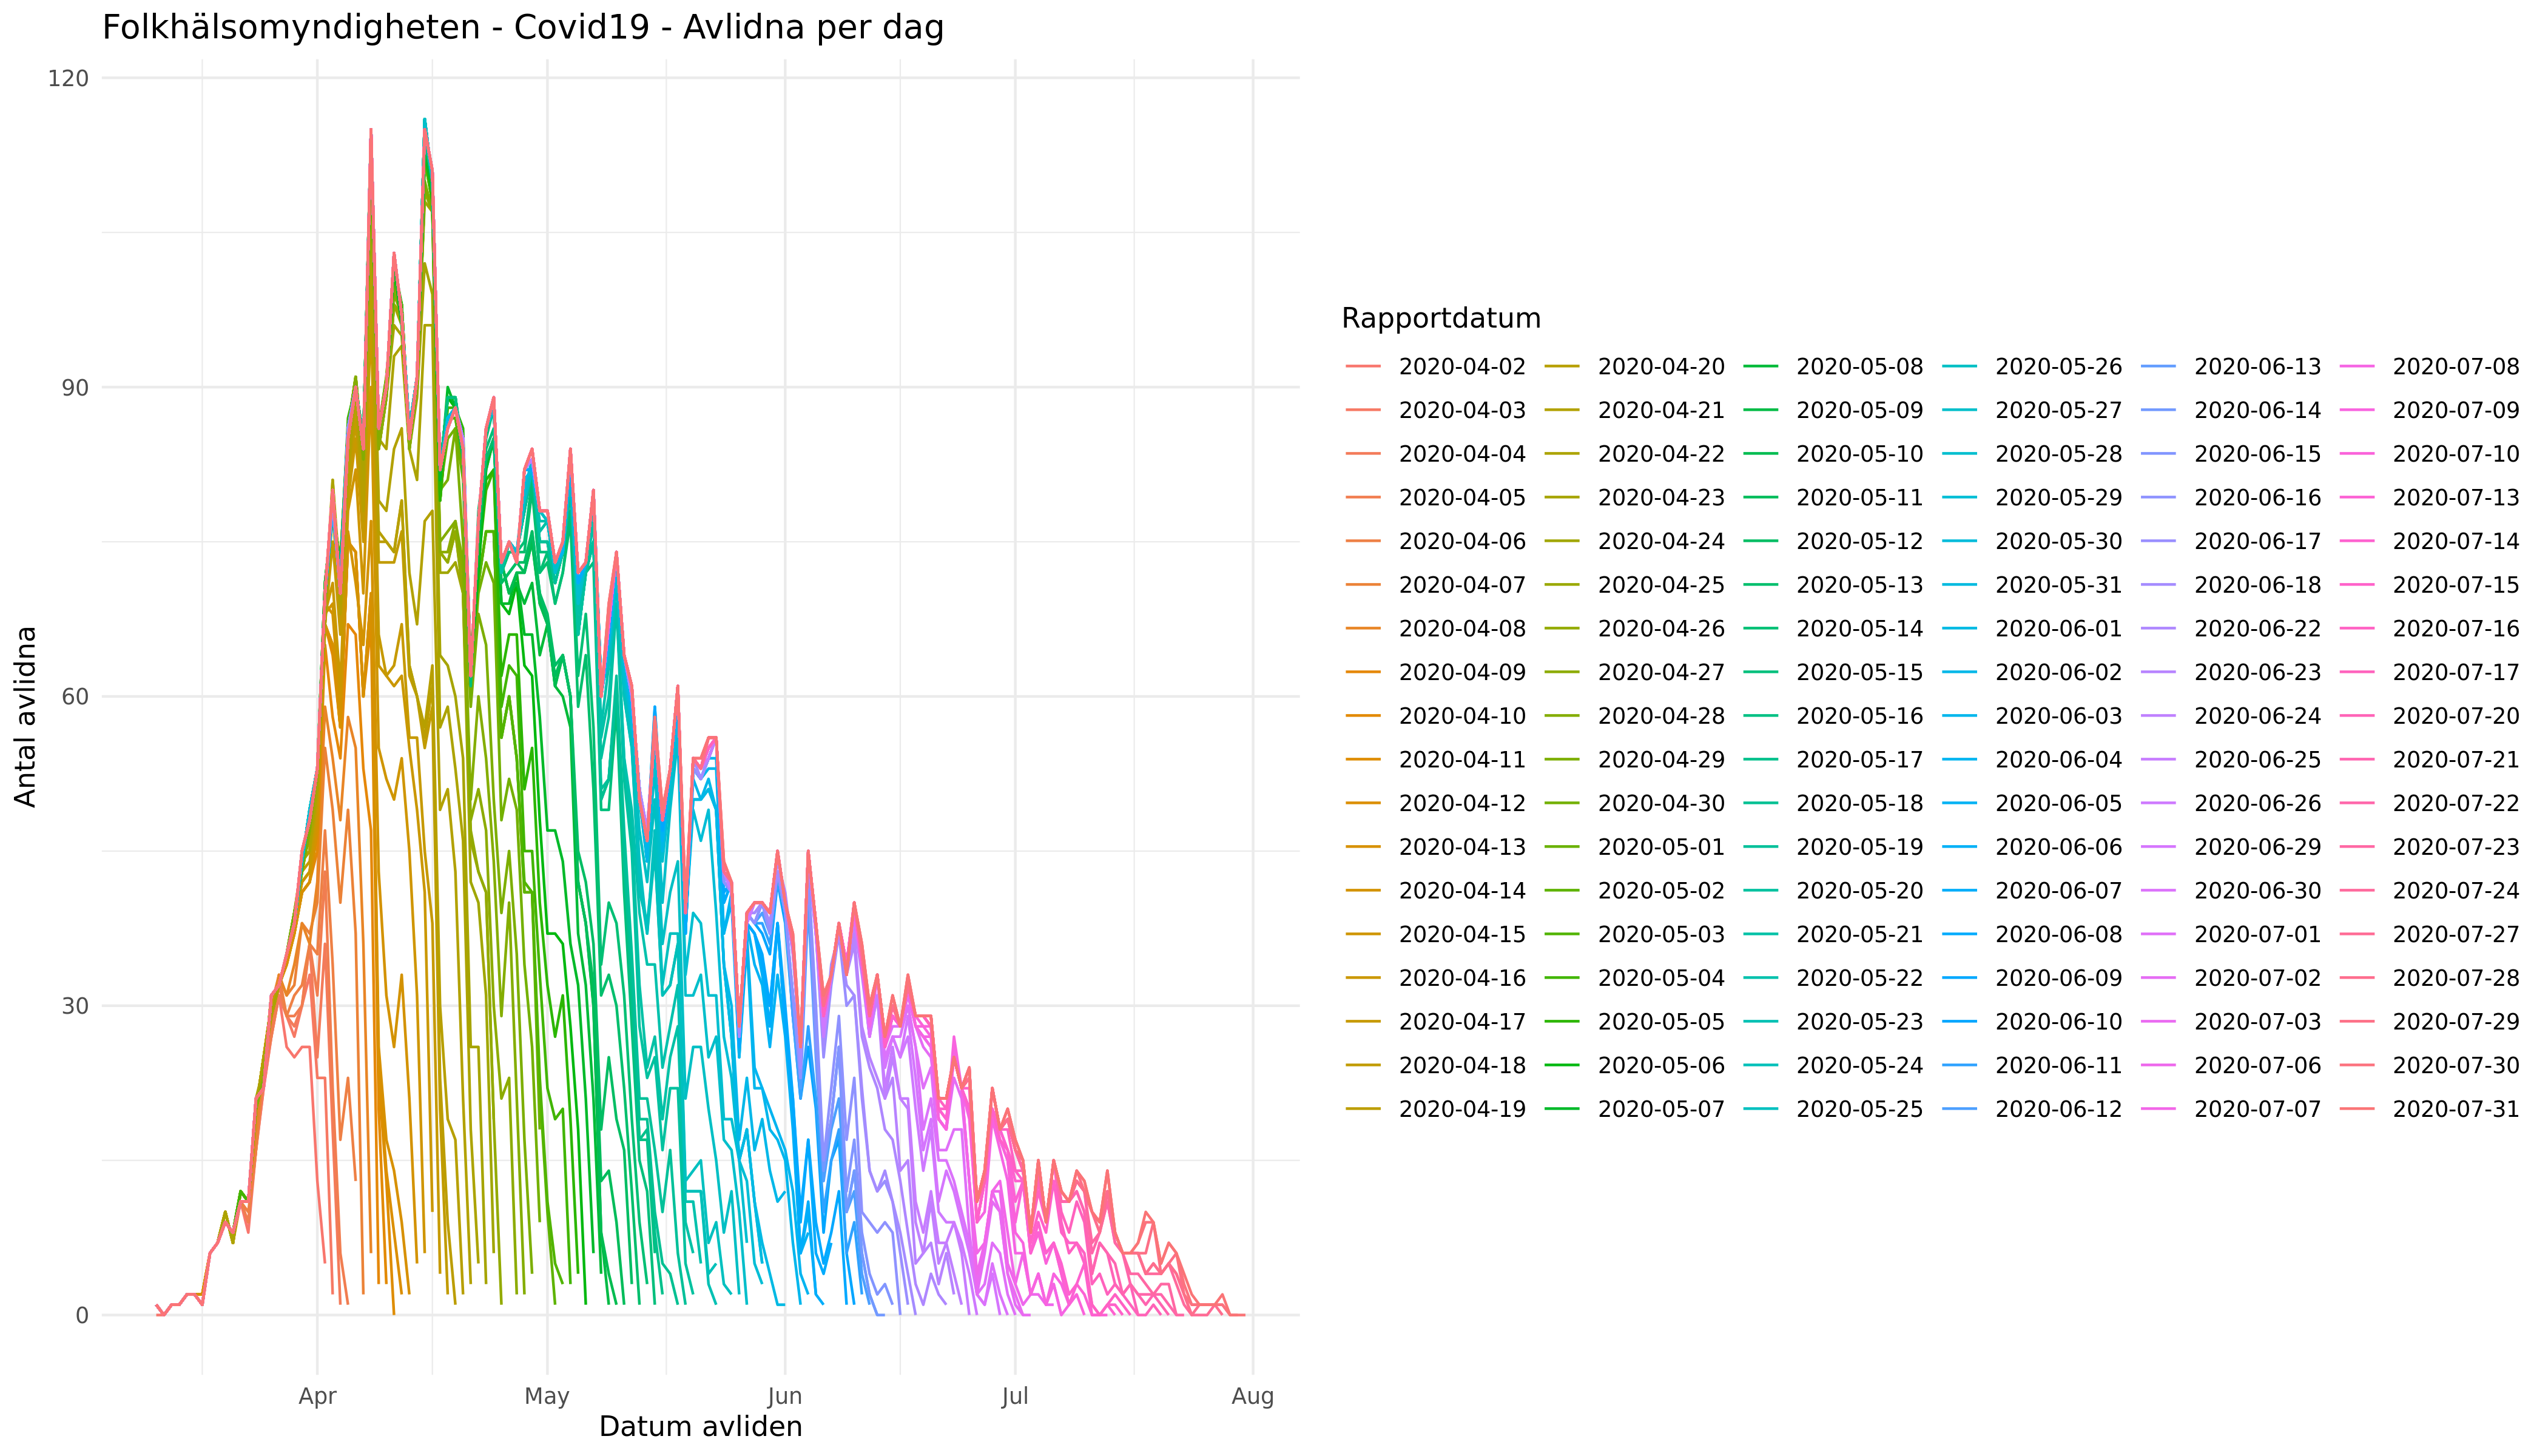 Folkhälsomyndigheten - Covid19 - Avlidna per dag
120
90
60
30
0
Antal avlidna
Apr May Jun Jul Aug
Datum avliden
Rapportdatum
2020-04-02 2020-04-20 2020-05-08 2020-05-26 2020-06-13 2020-07-08
2020-04-03 2020-04-21 2020-05-09 2020-05-27 2020-06-14 2020-07-09
2020-04-04 2020-04-22 2020-05-10 2020-05-28 2020-06-15 2020-07-10
2020-04-05 2020-04-23 2020-05-11 2020-05-29 2020-06-16 2020-07-13
2020-04-06 2020-04-24 2020-05-12 2020-05-30 2020-06-17 2020-07-14
2020-04-07 2020-04-25 2020-05-13 2020-05-31 2020-06-18 2020-07-15
2020-04-08 2020-04-26 2020-05-14 2020-06-01 2020-06-22 2020-07-16
2020-04-09 2020-04-27 2020-05-15 2020-06-02 2020-06-23 2020-07-17
2020-04-10 2020-04-28 2020-05-16 2020-06-03 2020-06-24 2020-07-20
2020-04-11 2020-04-29 2020-05-17 2020-06-04 2020-06-25 2020-07-21
2020-04-12 2020-04-30 2020-05-18 2020-06-05 2020-06-26 2020-07-22
2020-04-13 2020-05-01 2020-05-19 2020-06-06 2020-06-29 2020-07-23
2020-04-14 2020-05-02 2020-05-20 2020-06-07 2020-06-30 2020-07-24
2020-04-15 2020-05-03 2020-05-21 2020-06-08 2020-07-01 2020-07-27
2020-04-16 2020-05-04 2020-05-22 2020-06-09 2020-07-02 2020-07-28
2020-04-17 2020-05-05 2020-05-23 2020-06-10 2020-07-03 2020-07-29
2020-04-18 2020-05-06 2020-05-24 2020-06-11 2020-07-06 2020-07-30
2020-04-19 2020-05-07 2020-05-25 2020-06-12 2020-07-07 2020-07-31